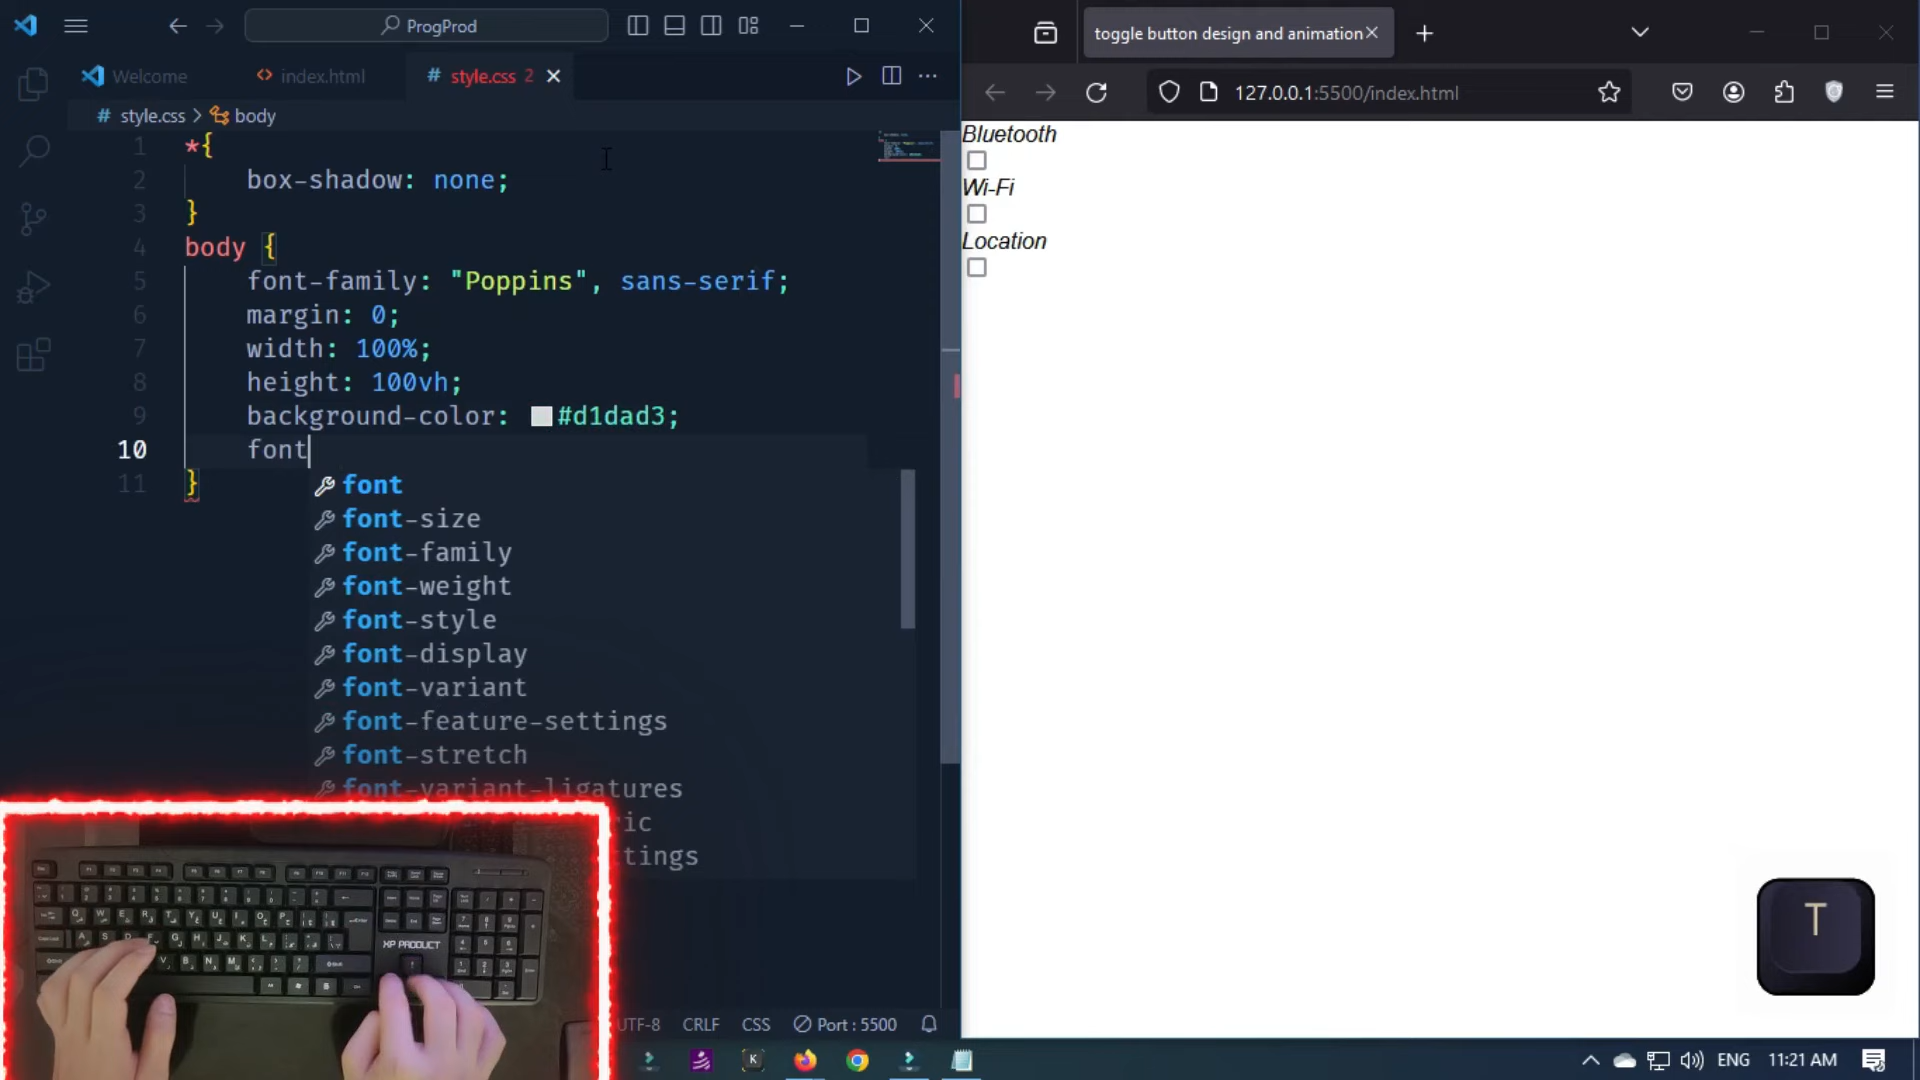 ProgProd
Welcome
index.html
style.css 2
style.css > body
1 *{
2 box-shadow: none;
3 }
4 body {
5 font-family: "Poppins", sans-serif;
6 margin: 0;
7 width: 100%;
8 height: 100vh;
9 background-color: #d1dad3;
10 font
11 }
font
font-size
font-family
font-weight
font-style
font-display
font-variant
font-feature-settings
font-stretch
font-variant-ligatures
ric
ttings
XP PRODUCT
UTF-8 CRLF CSS Port : 5500
toggle button design and animation
127.0.0.1:5500/index.html
Bluetooth
Wi-Fi
Location
T
K
ENG 11:21 AM